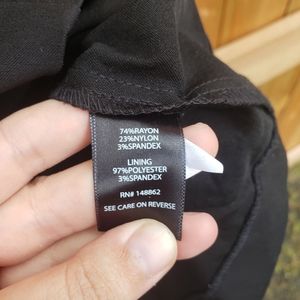 74%RAYON
23%NYLON
3%SPANDEX
LINING
97%POLYESTER
3%SPANDEX
RN# 148862
SEE CARE ON REVERSE